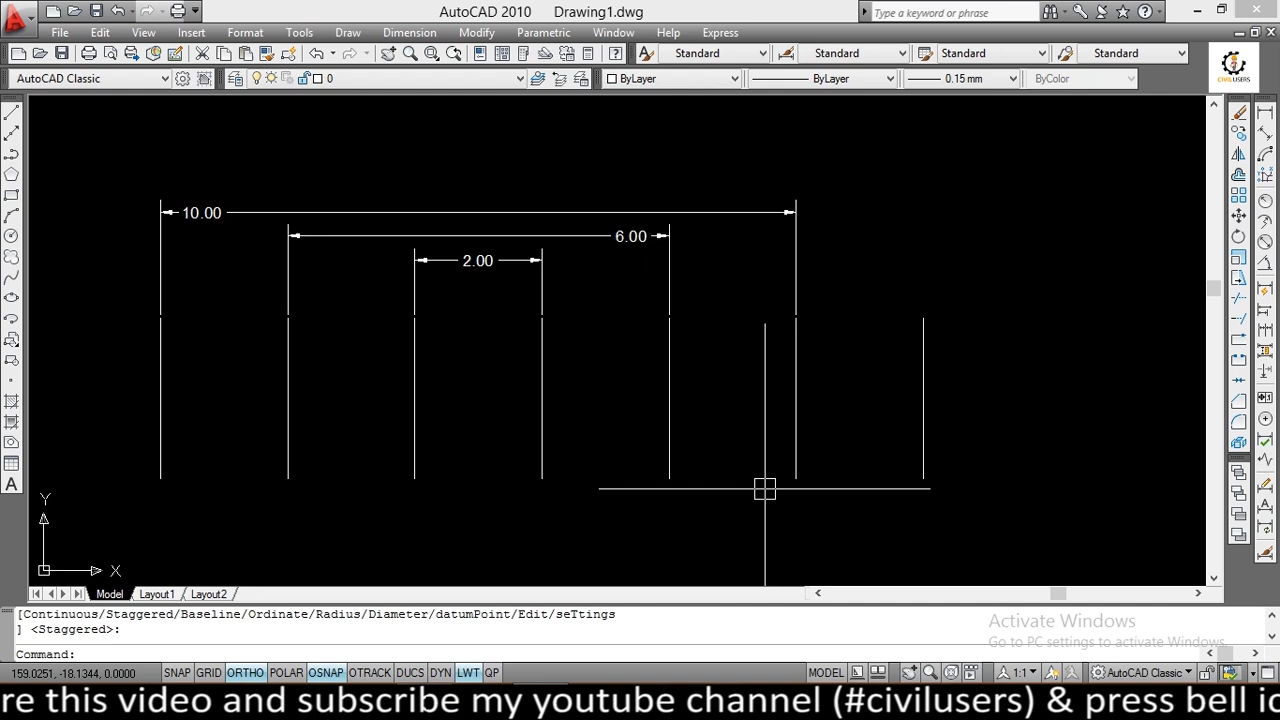 AutoCAD 2010 Drawing1.dwg Type a keyword or phrase
File Edit View Insert Format Tools Draw Dimension Modify Parametric Window Help Express
Standard Standard Standard Standard
AutoCAD Classic 0 ByLayer ByLayer 0.15 mm ByColor
CIVILUSERS
10.00
6.00
2.00
Y
X
Model Layout1 Layout2
[Continuous/Staggered/Baseline/Ordinate/Radius/Diameter/datumPoint/Edit/seTtings
] <Staggered>:
Activate Windows
Go to PC settings to activate Windows.
Command:
159.0251, -18.1344, 0.0000 SNAP GRID ORTHO POLAR OSNAP OTRACK DUCS DYN LWT QP MODEL 1:1 AutoCAD Classic
re this video and subscribe my youtube channel (#civilusers) & press bell ic